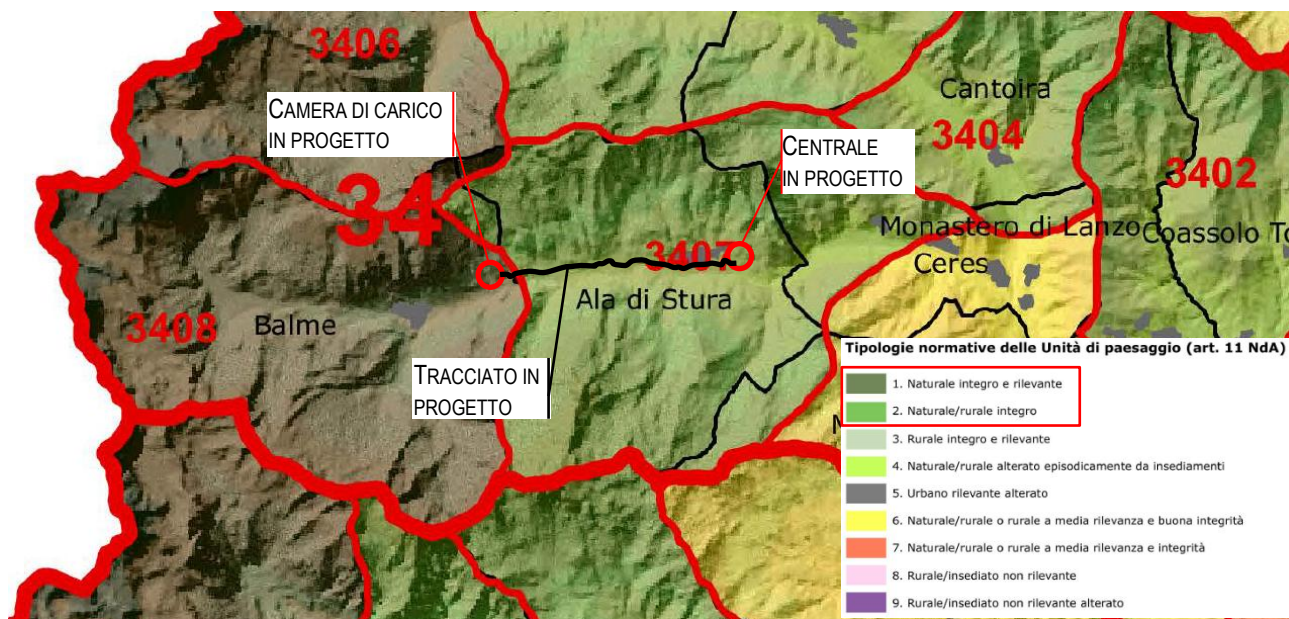 3406
CAMERA DI CARICO
IN PROGETTO
Cantoira
3404
CENTRALE
IN PROGETTO
3402
34
Monastero di Lanzo
Coassolo To
3407
Ceres
Ala di Stura
3408
Balme
TRACCIATO IN
PROGETTO
Tipologie normative delle Unità di paesaggio (art. 11 NdA)
1. Naturale integro e rilevante
2. Naturale/rurale integro
3. Rurale integro e rilevante
4. Naturale/rurale alterato episodicamente da insediamenti
5. Urbano rilevante alterato
6. Naturale/rurale o rurale a media rilevanza e buona integrità
7. Naturale/rurale o rurale a media rilevanza e integrità
8. Rurale/insediato non rilevante
9. Rurale/insediato non rilevante alterato